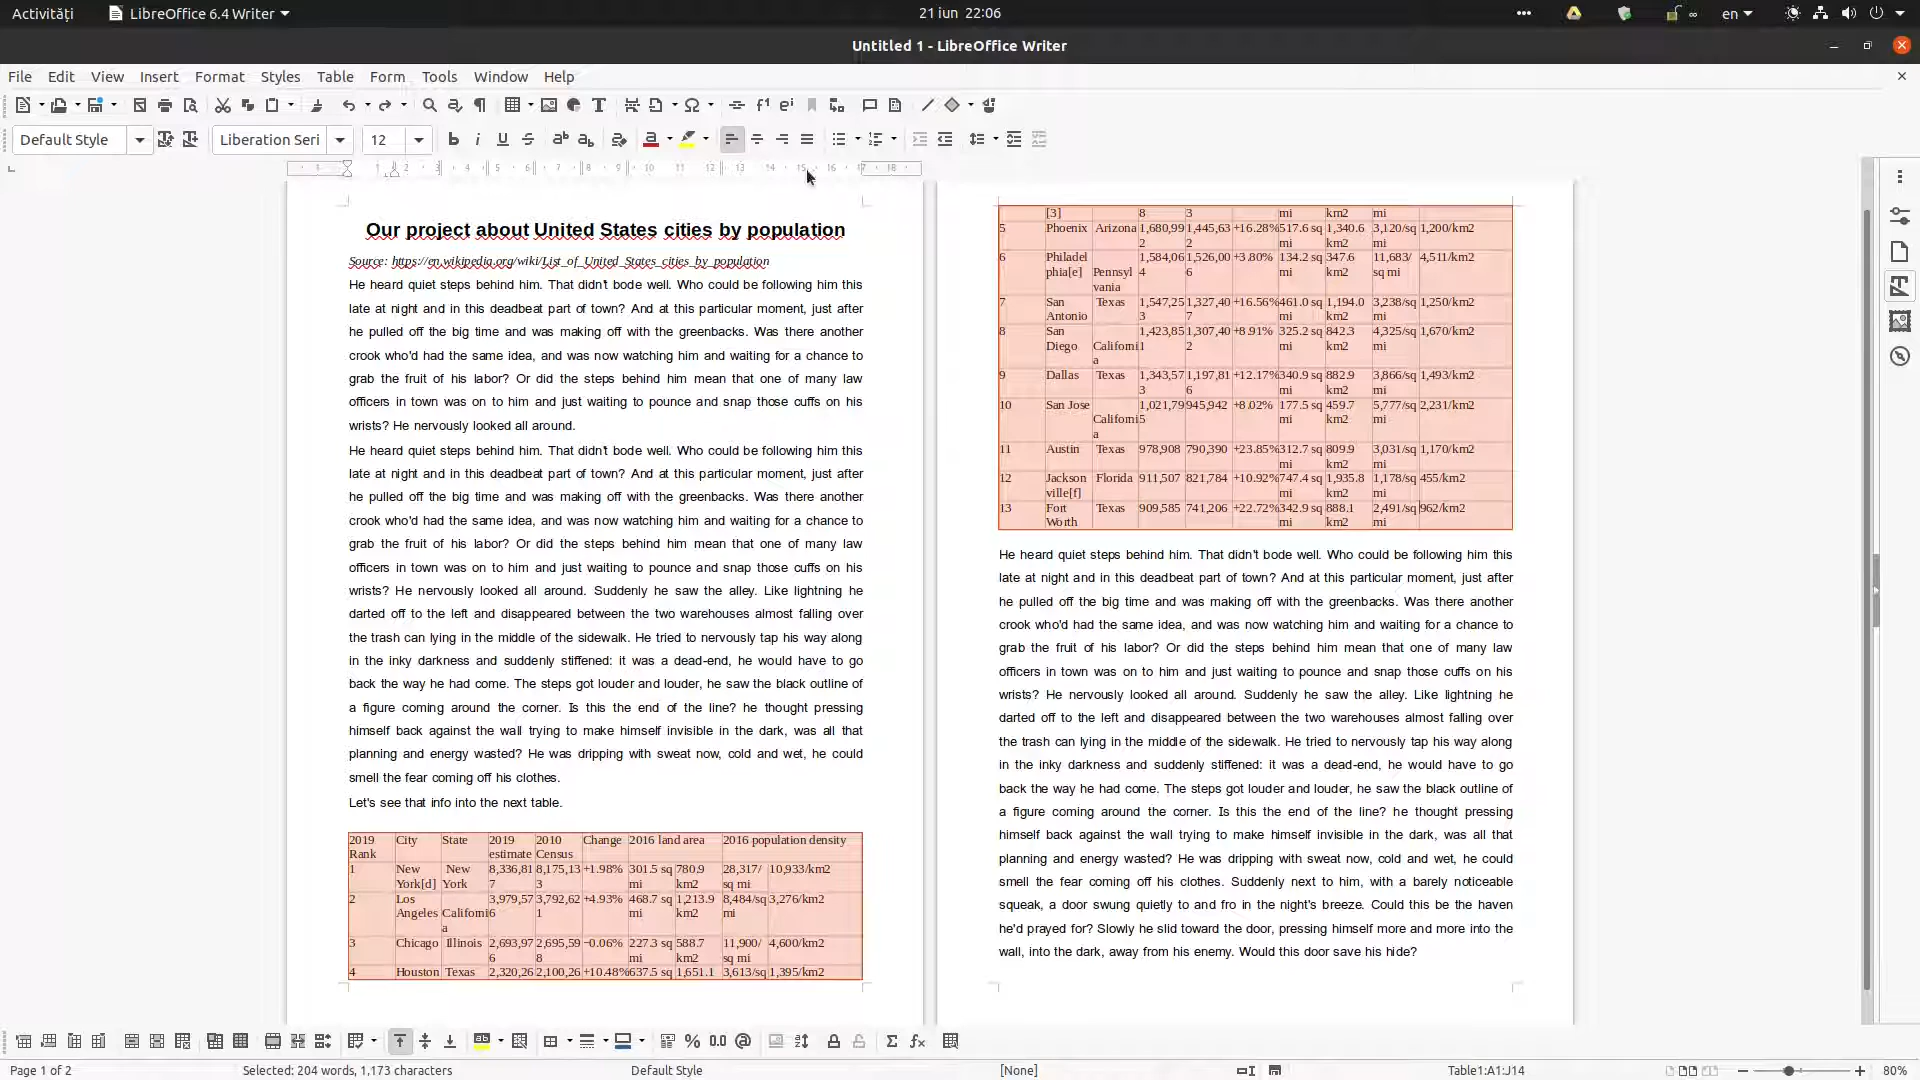 Activități
LibreOffice 6.4 Writer
21 iun 22:06
en
Untitled 1 - LibreOffice Writer
File Edit View Insert Format Styles Table Form Tools Window Help
Default Style
Liberation Seri
12
Our project about United States cities by population
Source: https://en.wikipedia.org/wiki/List_of_United_States_cities_by_population
He heard quiet steps behind him. That didn't bode well. Who could be following him this
late at night and in this deadbeat part of town? And at this particular moment, just after
he pulled off the big time and was making off with the greenbacks. Was there another
crook who'd had the same idea, and was now watching him and waiting for a chance to
grab the fruit of his labor? Or did the steps behind him mean that one of many law
officers in town was on to him and just waiting to pounce and snap those cuffs on his
wrists? He nervously looked all around.
He heard quiet steps behind him. That didn't bode well. Who could be following him this
late at night and in this deadbeat part of town? And at this particular moment, just after
he pulled off the big time and was making off with the greenbacks. Was there another
crook who'd had the same idea, and was now watching him and waiting for a chance to
grab the fruit of his labor? Or did the steps behind him mean that one of many law
officers in town was on to him and just waiting to pounce and snap those cuffs on his
wrists? He nervously looked all around. Suddenly he saw the alley. Like lightning he
darted off to the left and disappeared between the two warehouses almost falling over
the trash can lying in the middle of the sidewalk. He tried to nervously tap his way along
in the inky darkness and suddenly stiffened: it was a dead-end, he would have to go
back the way he had come. The steps got louder and louder, he saw the black outline of
a figure coming around the corner. Is this the end of the line? he thought pressing
himself back against the wall trying to make himself invisible in the dark, was all that
planning and energy wasted? He was dripping with sweat now, cold and wet, he could
smell the fear coming off his clothes.
Let's see that info into the next table.
2019 City State 2019 2010 Change 2016 land area 2016 population density
Rank estimate Census
1 New New 8,336,81 8,175,13 +1.98% 301.5 sq 780.9 28,317/ 10,933/km2
York[d] York 7 3 mi km2 sq mi
2 Los 3,979,57 3,792,62 +4.93% 468.7 sq 1,213.9 8,484/sq 3,276/km2
Angeles Californi 6 1 mi km2 mi
a
3 Chicago Illinois 2,693,97 2,695,59 −0.06% 227.3 sq 588.7 11,900/ 4,600/km2
6 8 mi km2 sq mi
4 Houston Texas 2,320,26 2,100,26 +10.48% 637.5 sq 1,651.1 3,613/sq 1,395/km2
[3] 8 3 mi km2 mi
5 Phoenix Arizona 1,680,99 1,445,63 +16.28% 517.6 sq 1,340.6 3,120/sq 1,200/km2
2 2 mi km2 mi
6 Philadel 1,584,06 1,526,00 +3.80% 134.2 sq 347.6 11,683/ 4,511/km2
phia[e] Pennsyl 4 6 mi km2 sq mi
vania
7 San Texas 1,547,25 1,327,40 +16.56% 461.0 sq 1,194.0 3,238/sq 1,250/km2
Antonio 3 7 mi km2 mi
8 San 1,423,85 1,307,40 +8.91% 325.2 sq 842.3 4,325/sq 1,670/km2
Diego Californi 1 2 mi km2 mi
a
9 Dallas Texas 1,343,57 1,197,81 +12.17% 340.9 sq 882.9 3,866/sq 1,493/km2
3 6 mi km2 mi
10 San Jose 1,021,79 945,942 +8.02% 177.5 sq 459.7 5,777/sq 2,231/km2
Californi 5 mi km2 mi
a
11 Austin Texas 978,908 790,390 +23.85% 312.7 sq 809.9 3,031/sq 1,170/km2
mi km2 mi
12 Jackson Florida 911,507 821,784 +10.92% 747.4 sq 1,935.8 1,178/sq 455/km2
ville[f] mi km2 mi
13 Fort Texas 909,585 741,206 +22.72% 342.9 sq 888.1 2,491/sq 962/km2
Worth mi km2 mi
He heard quiet steps behind him. That didn't bode well. Who could be following him this
late at night and in this deadbeat part of town? And at this particular moment, just after
he pulled off the big time and was making off with the greenbacks. Was there another
crook who'd had the same idea, and was now watching him and waiting for a chance to
grab the fruit of his labor? Or did the steps behind him mean that one of many law
officers in town was on to him and just waiting to pounce and snap those cuffs on his
wrists? He nervously looked all around. Suddenly he saw the alley. Like lightning he
darted off to the left and disappeared between the two warehouses almost falling over
the trash can lying in the middle of the sidewalk. He tried to nervously tap his way along
in the inky darkness and suddenly stiffened: it was a dead-end, he would have to go
back the way he had come. The steps got louder and louder, he saw the black outline of
a figure coming around the corner. Is this the end of the line? he thought pressing
himself back against the wall trying to make himself invisible in the dark, was all that
planning and energy wasted? He was dripping with sweat now, cold and wet, he could
smell the fear coming off his clothes. Suddenly next to him, with a barely noticeable
squeak, a door swung quietly to and fro in the night's breeze. Could this be the haven
he'd prayed for? Slowly he slid toward the door, pressing himself more and more into the
wall, into the dark, away from his enemy. Would this door save his hide?
Page 1 of 2
Selected: 204 words, 1,173 characters
Default Style
[None]
Table1:A1:J14
80%